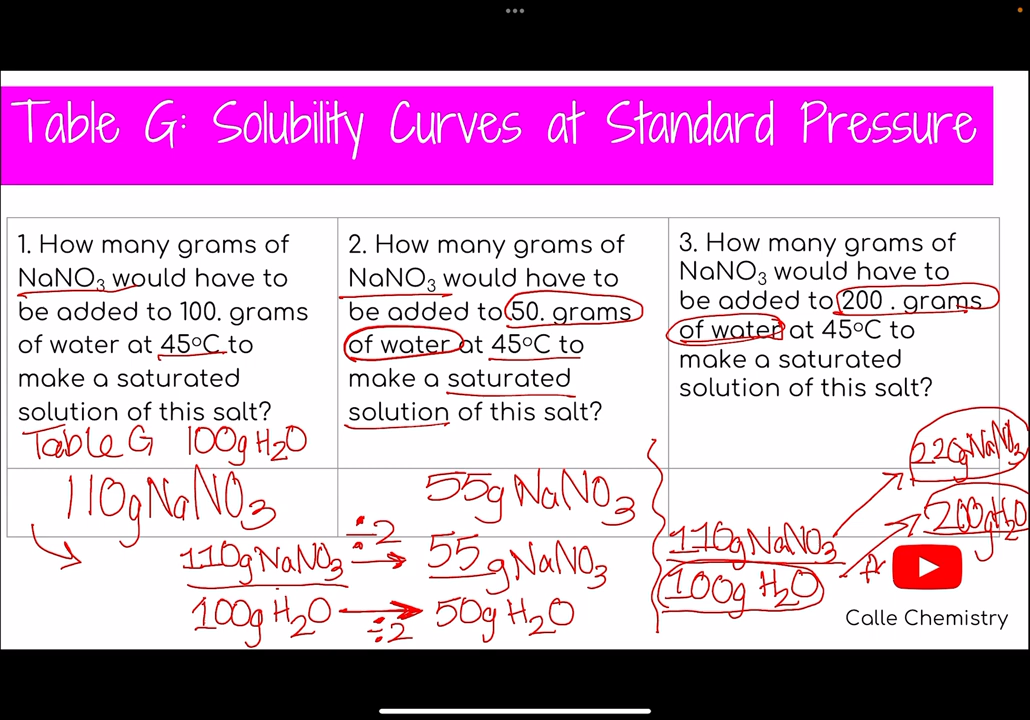 Table G: Solubility Curves at Standard Pressure
1. How many grams of
NaNO₃ would have to
be added to 100. grams
of water at 45°C to
make a saturated
solution of this salt?
Table G 100g H₂O
110g NaNO₃
2. How many grams of
NaNO₃ would have to
be added to 50. grams
of water at 45°C to
make a saturated
solution of this salt?
55g NaNO₃
3. How many grams of
NaNO₃ would have to
be added to 200 . grams
of water at 45°C to
make a saturated
solution of this salt?
220g NaNO₃
200g H₂O
÷2
110g NaNO₃ → 55g NaNO₃
100g H₂O → 50g H₂O
÷2
110g NaNO₃
100g H₂O
Calle Chemistry